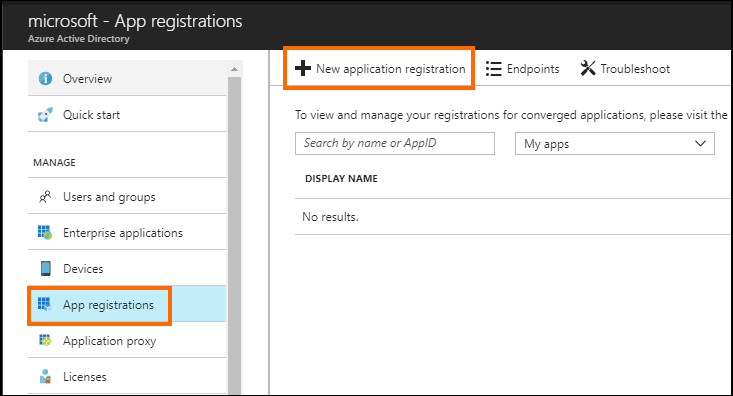 microsoft - App registrations
Azure Active Directory
Overview
Quick start
MANAGE
Users and groups
Enterprise applications
Devices
App registrations
Application proxy
Licenses
New application registration
Endpoints
Troubleshoot
To view and manage your registrations for converged applications, please visit the
Search by name or AppID
My apps
DISPLAY NAME
No results.